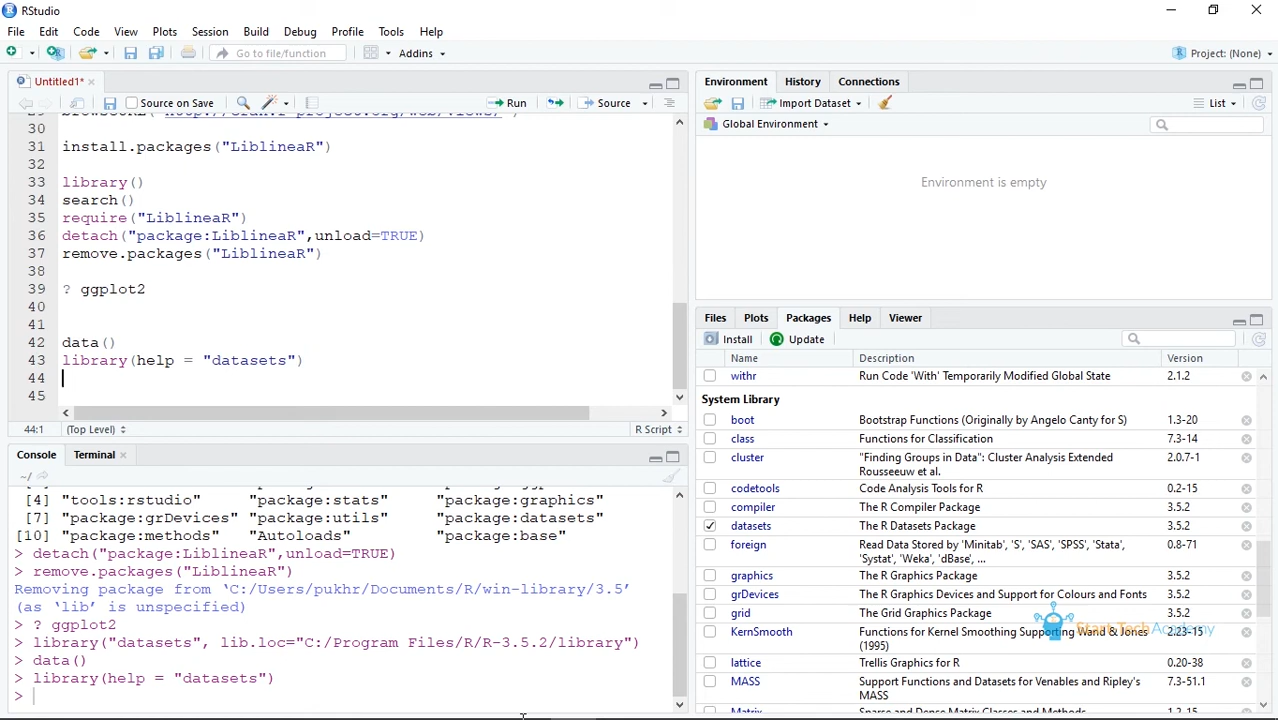 RStudio
File Edit Code View Plots Session Build Debug Profile Tools Help
Go to file/function Addins Project: (None)
Untitled1*
Source on Save Run Source
30
31 install.packages("LiblineaR")
32
33 library()
34 search()
35 require("LiblineaR")
36 detach("package:LiblineaR",unload=TRUE)
37 remove.packages("LiblineaR")
38
39 ? ggplot2
40
41
42 data()
43 library(help = "datasets")
44
45
44:1 (Top Level) R Script
Console Terminal
~/
[4] "tools:rstudio" "package:stats" "package:graphics"
[7] "package:grDevices" "package:utils" "package:datasets"
[10] "package:methods" "Autoloads" "package:base"
> detach("package:LiblineaR",unload=TRUE)
> remove.packages("LiblineaR")
Removing package from ‘C:/Users/pukhr/Documents/R/win-library/3.5’
(as ‘lib’ is unspecified)
> ? ggplot2
> library("datasets", lib.loc="C:/Program Files/R/R-3.5.2/library")
> data()
> library(help = "datasets")
>
Environment History Connections
Import Dataset List
Global Environment
Environment is empty
Files Plots Packages Help Viewer
Install Update
Name Description Version
withr Run Code 'With' Temporarily Modified Global State 2.1.2
System Library
boot Bootstrap Functions (Originally by Angelo Canty for S) 1.3-20
class Functions for Classification 7.3-14
cluster "Finding Groups in Data": Cluster Analysis Extended 2.0.7-1
Rousseeuw et al.
codetools Code Analysis Tools for R 0.2-15
compiler The R Compiler Package 3.5.2
datasets The R Datasets Package 3.5.2
foreign Read Data Stored by 'Minitab', 'S', 'SAS', 'SPSS', 'Stata', 0.8-71
'Systat', 'Weka', 'dBase', ...
graphics The R Graphics Package 3.5.2
grDevices The R Graphics Devices and Support for Colours and Fonts 3.5.2
grid The Grid Graphics Package 3.5.2
KernSmooth Functions for Kernel Smoothing Supporting Wand & Jones 2.23-15
(1995)
Start-Tech Academy
lattice Trellis Graphics for R 0.20-38
MASS Support Functions and Datasets for Venables and Ripley's 7.3-51.1
MASS
Matrix Sparse and Dense Matrix Classes and Methods 1.2-15